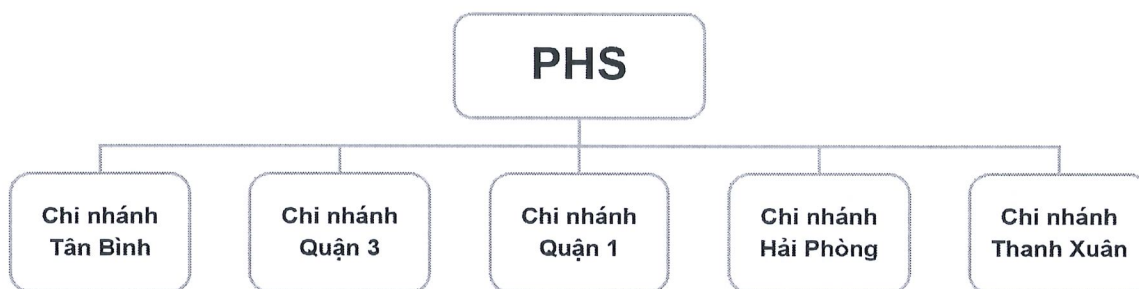 PHS
Chi nhánh
Tân Bình
Chi nhánh
Quận 3
Chi nhánh
Quận 1
Chi nhánh
Hải Phòng
Chi nhánh
Thanh Xuân